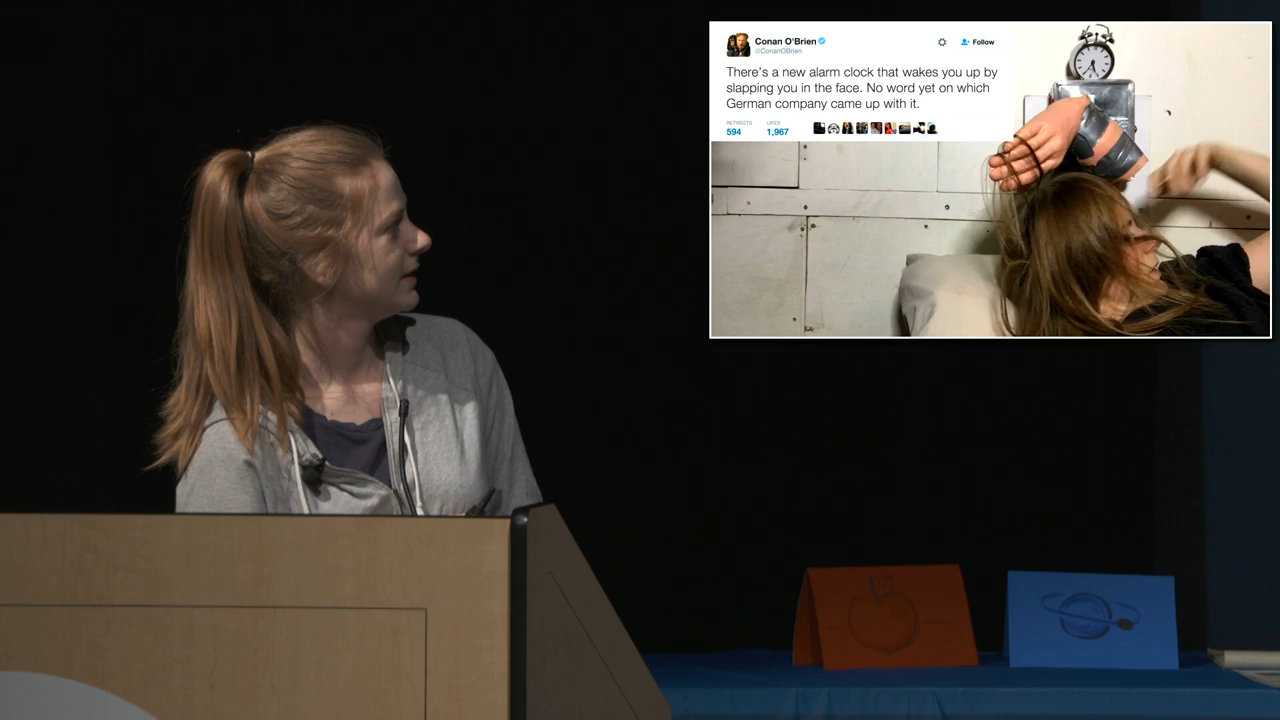 Conan O'Brien
@ConanOBrien
Follow
There's a new alarm clock that wakes you up by
slapping you in the face. No word yet on which
German company came up with it.
RETWEETS LIKES
594 1,967